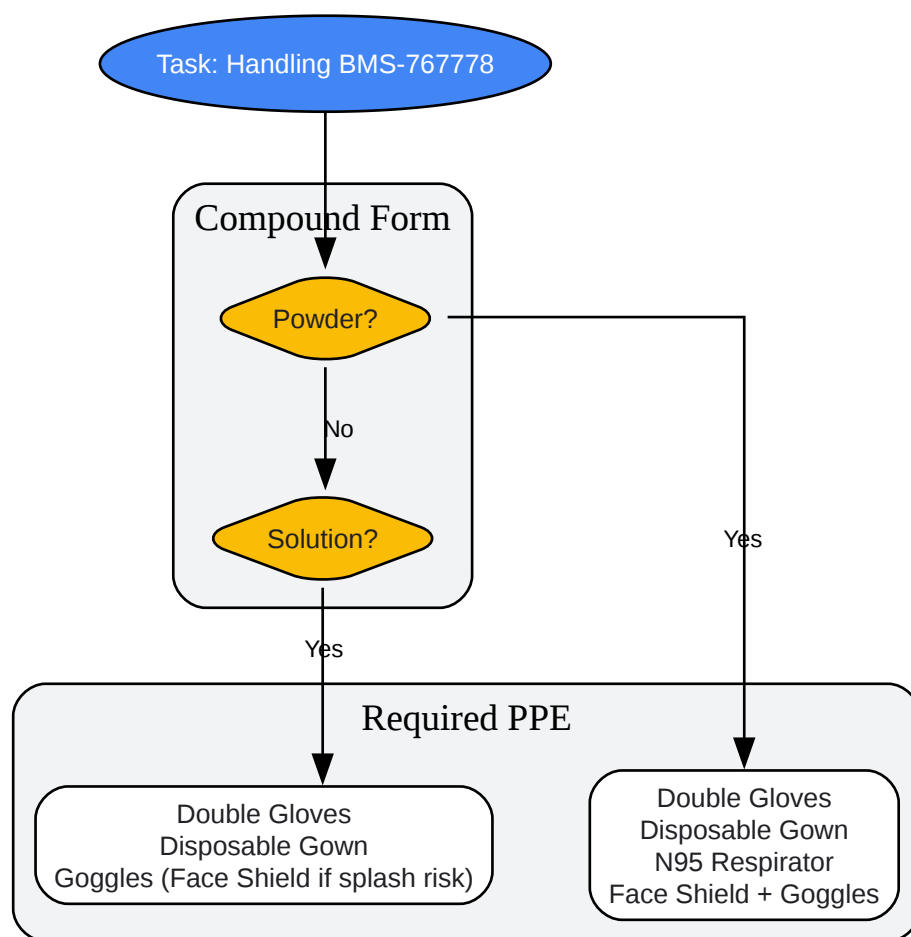 Task: Handling BMS-767778
Compound Form
Powder?
No
Solution?
Yes
Yes
Required PPE
Double Gloves
Disposable Gown
Goggles (Face Shield if splash risk)
Double Gloves
Disposable Gown
N95 Respirator
Face Shield + Goggles